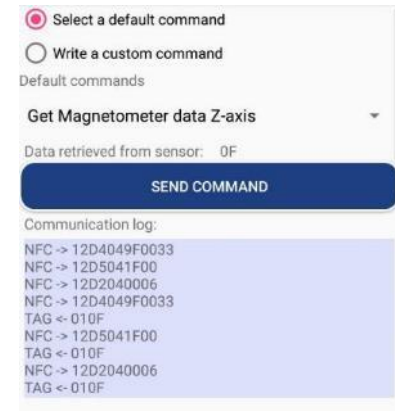 Select a default command
Write a custom command
Default commands
Get Magnetometer data Z-axis
Data retrieved from sensor: 0F
SEND COMMAND
Communication log:
NFC -> 12D4049F0033
NFC -> 12D5041F00
NFC -> 12D2040006
NFC -> 12D4049F0033
TAG <- 010F
NFC -> 12D5041F00
TAG <- 010F
NFC -> 12D2040006
TAG <- 010F